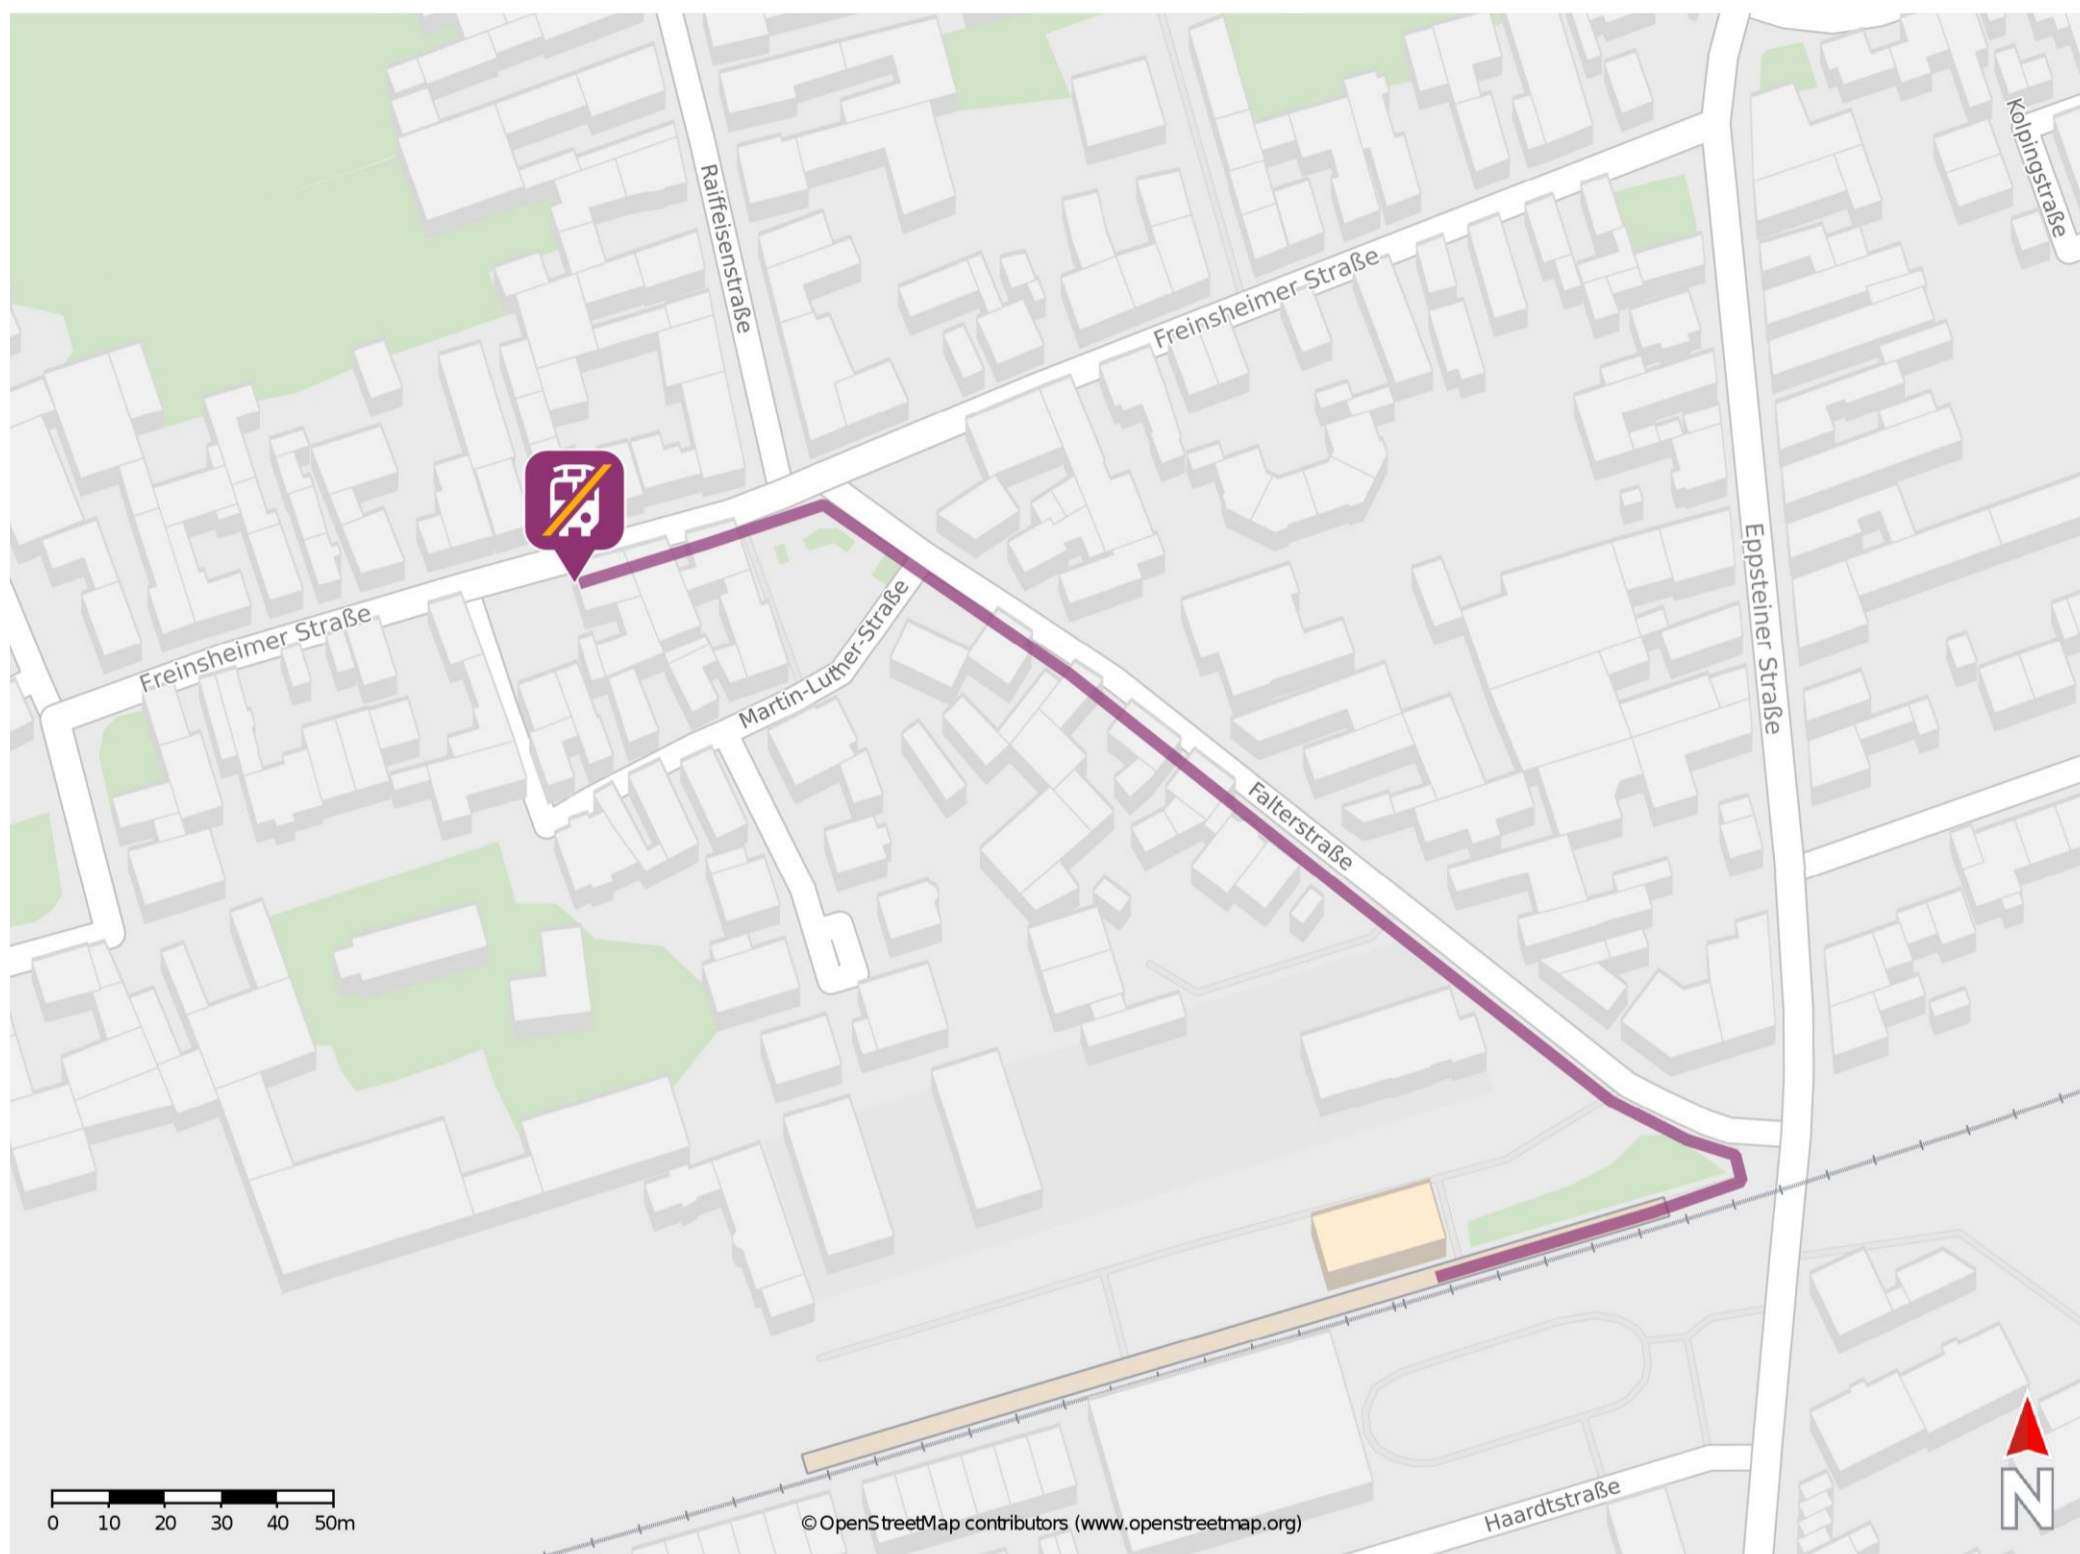 Kolpingstraße
Raiffeisenstraße
Freinsheimer Straße
Eppsteiner Straße
Freinsheimer Straße
Martin-Luther-Straße
Falterstraße
Haardtstraße
0 10 20 30 40 50m
© OpenStreetMap contributors (www.openstreetmap.org)
N